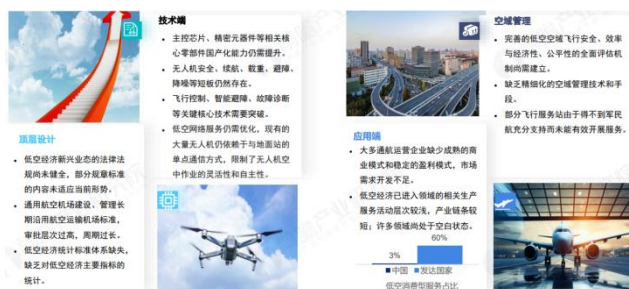 技术端
主控芯片、精密元器件等相关核
心零部件国产化能力仍需提升。
无人机安全、续航、载重、避障、
降噪等短板仍然存在。
飞行控制、智能避障、故障诊断
等关键核心技术需要突破。
低空网络服务仍需优化，现有的
大量无人机仍依赖于与地面站的
单点通信方式，限制了无人机空
中作业的灵活性和自主性。
顶层设计
低空经济新兴业态的法律法
规尚未健全，部分规章标准
的内容未适应当前形势。
通用航空机场建设、管理长
期沿用航空运输机场标准，
审批层次过高，周期过长。
低空经济统计标准体系缺失，
缺乏对低空经济主要指标的
统计。
空域管理
完善的低空空域飞行安全、效率
与经济性、公平性的全面评估机
制尚需建立。
缺乏精细化的空域管理技术和手
段。
部分飞行服务站由于得不到军民
航充分支持而未能有效开展服务。
应用端
大多通航运营企业缺少成熟的商
业模式和稳定的盈利模式，市场
需求开发不足。
低空经济已进入领域的相关生产
服务活动层次较浅，产业链条较
短；许多领域尚处于空白状态。
60%
3%
中国 发达国家
低空消费型服务占比